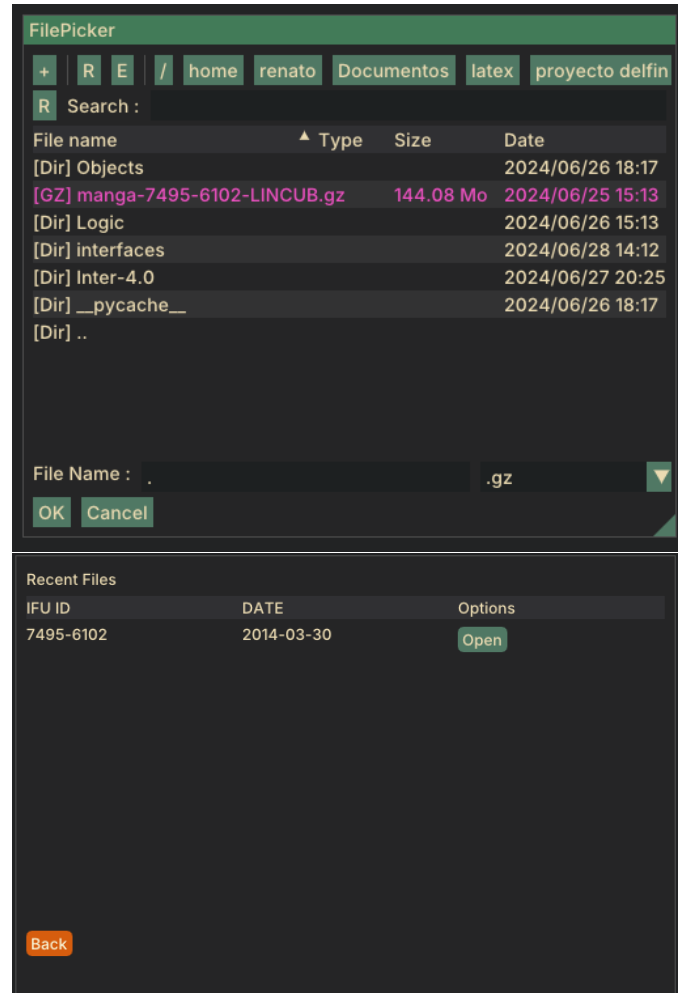 FilePicker
+ R E / home renato Documentos latex proyecto delfin
R Search :
File name Type Size Date
[Dir] Objects 2024/06/26 18:17
[GZ] manga-7495-6102-LINCUB.gz 144.08 Mo 2024/06/25 15:13
[Dir] Logic 2024/06/26 15:13
[Dir] interfaces 2024/06/28 14:12
[Dir] Inter-4.0 2024/06/27 20:25
[Dir] __pycache__ 2024/06/26 18:17
[Dir] ..
File Name : . .gz
OK Cancel
Recent Files
IFU ID DATE Options
7495-6102 2014-03-30 Open
Back